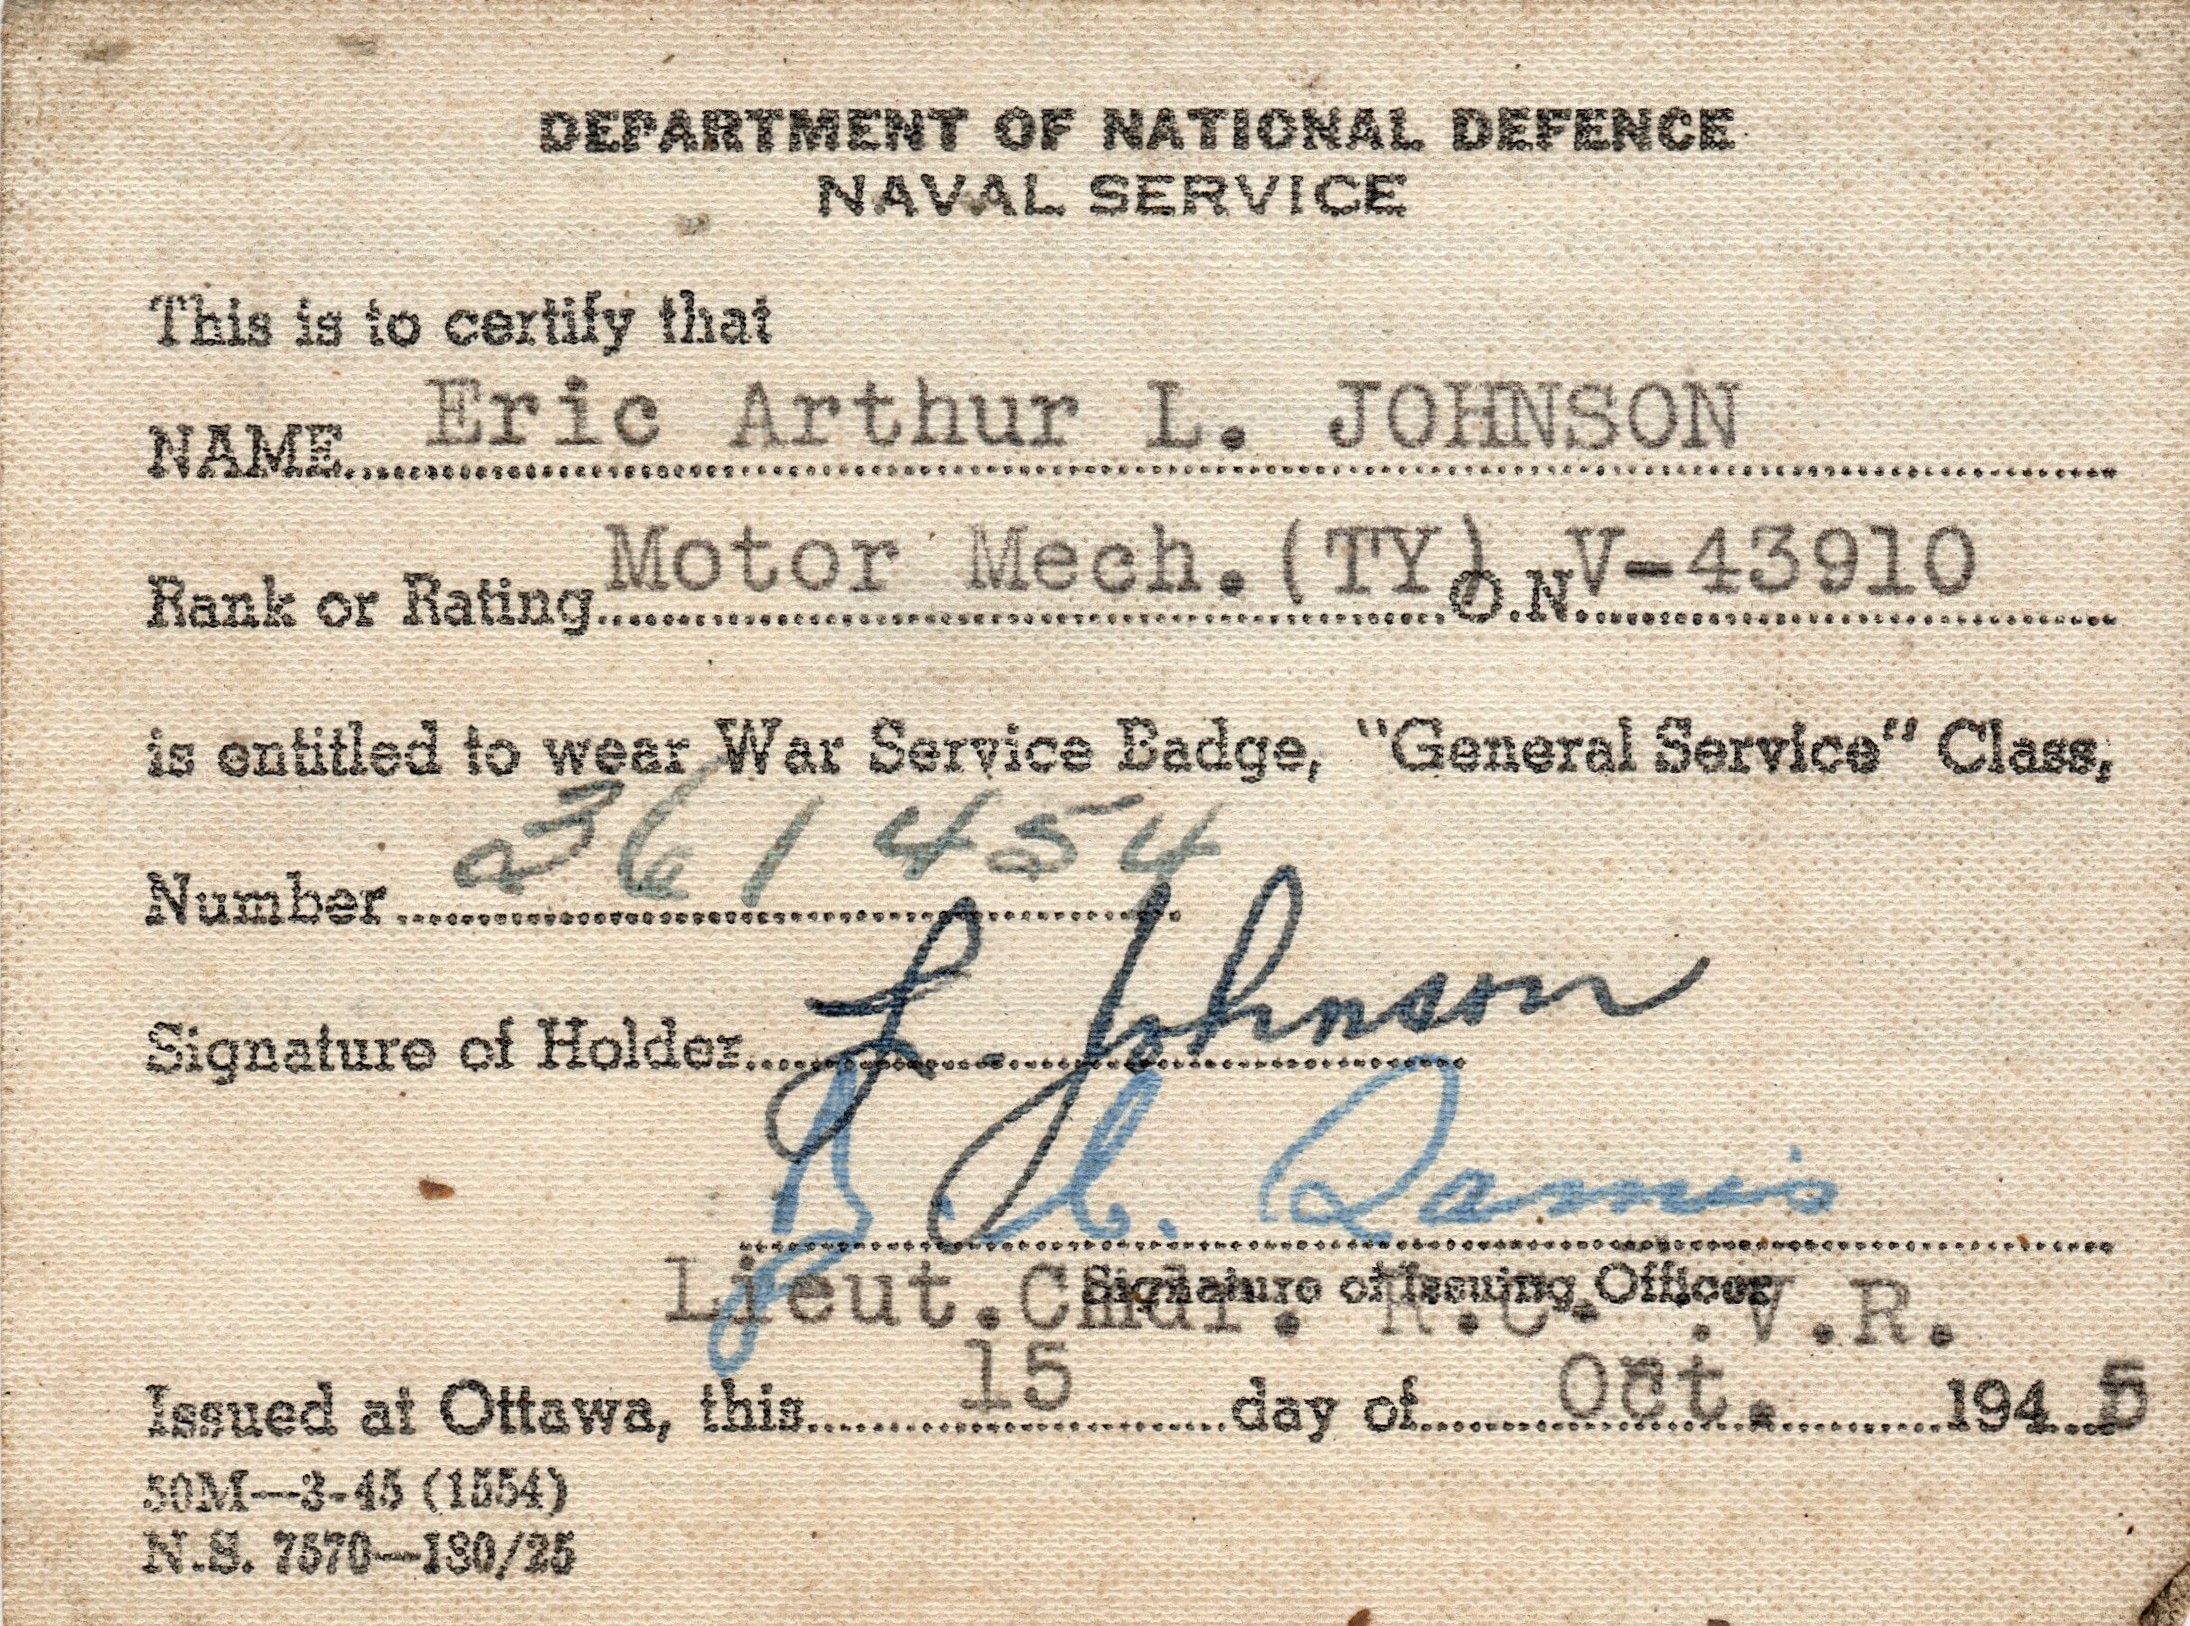 DEPARTMENT OF NATIONAL DEFENCE
NAVAL SERVICE
This is to certify that
NAME Eric Arthur L. JOHNSON
Rank or Rating Motor Mech.(TY) O.N. V-43910
is entitled to wear War Service Badge, "General Service" Class,
Number 361454
Signature of Holder L. Johnson
Signature of Issuing Officer
Lieut.Cmdr. R.C. .V.R.
Issued at Ottawa, this 15 day of Oct. 1945
50M—3-45 (1554)
N.S. 7570—130/25